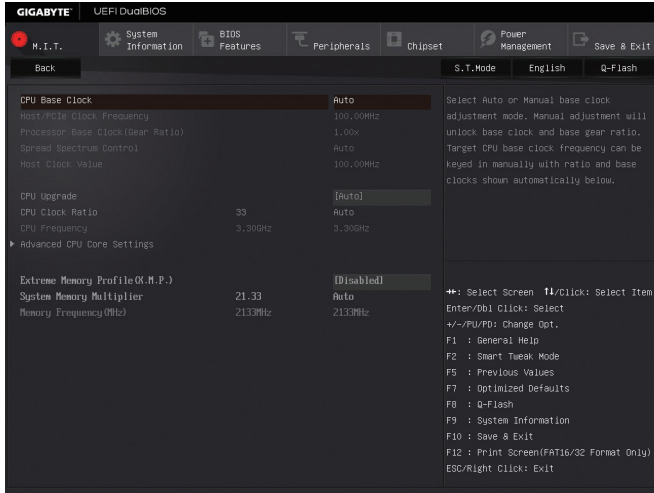 GIGABYTE™ UEFI DualBIOS
M.I.T. System Information BIOS Features Peripherals Chipset Power Management Save & Exit
Back S.T.Mode English Q-Flash
CPU Base Clock Auto
Host/PCIe Clock Frequency 100.00MHz
Processor Base Clock(Gear Ratio) 1.00x
Spread Spectrum Control Auto
Host Clock Value 100.00MHz
CPU Upgrade [Auto]
CPU Clock Ratio 33 Auto
CPU Frequency 3.30GHz 3.30GHz
Advanced CPU Core Settings
Extreme Memory Profile(X.M.P.) [Disabled]
System Memory Multiplier 21.33 Auto
Memory Frequency(MHz) 2133MHz 2133MHz
Select Auto or Manual base clock
adjustment mode. Manual adjustment will
unlock base clock and base gear ratio.
Target CPU base clock frequency can be
keyed in manually with ratio and base
clocks shown automatically below.
→←: Select Screen ↑↓/Click: Select Item
Enter/Dbl Click: Select
+/-/PU/PD: Change Opt.
F1 : General Help
F2 : Smart Tweak Mode
F5 : Previous Values
F7 : Optimized Defaults
F8 : Q-Flash
F9 : System Information
F10 : Save & Exit
F12 : Print Screen(FAT16/32 Format Only)
ESC/Right Click: Exit